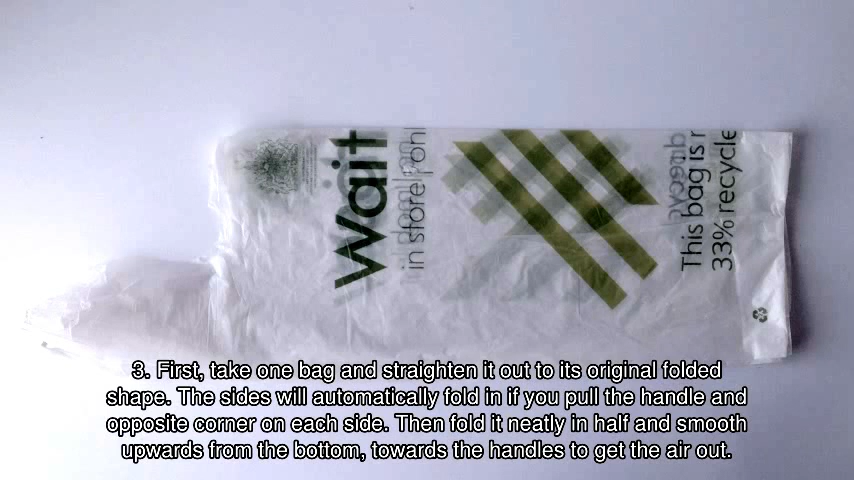 Wait
in store | on
This bag is r
33% recycle
3. First, take one bag and straighten it out to its original folded
shape. The sides will automatically fold in if you pull the handle and
opposite corner on each side. Then fold it neatly in half and smooth
upwards from the bottom, towards the handles to get the air out.